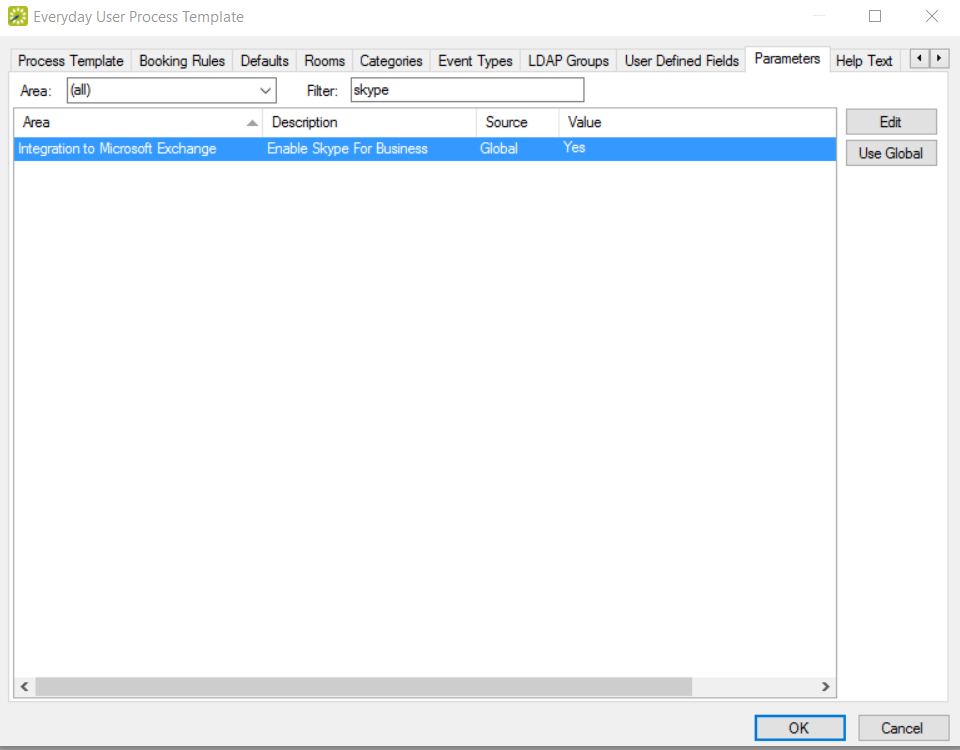 Everyday User Process Template
Process Template Booking Rules Defaults Rooms Categories Event Types LDAP Groups User Defined Fields Parameters Help Text
Area: (all) Filter: skype
Area Description Source Value Edit
Integration to Microsoft Exchange Enable Skype For Business Global Yes Use Global
OK Cancel